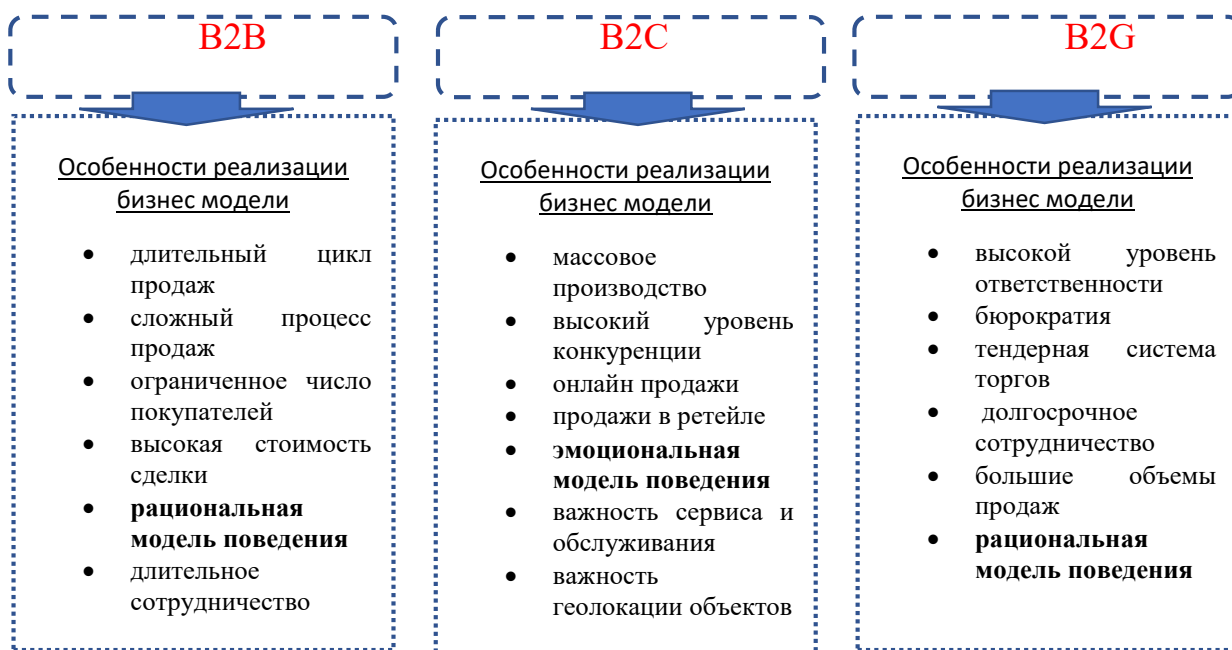 B2B
Особенности реализации
бизнес модели
• длительный цикл
продаж
• сложный процесс
продаж
• ограниченное число
покупателей
• высокая стоимость
сделки
• рациональная
модель поведения
• длительное
сотрудничество
B2C
Особенности реализации
бизнес модели
• массовое
производство
• высокий уровень
конкуренции
• онлайн продажи
• продажи в ретейле
• эмоциональная
модель поведения
• важность сервиса и
обслуживания
• важность
геолокации объектов
B2G
Особенности реализации
бизнес модели
• высокой уровень
ответственности
• бюрократия
• тендерная система
торгов
• долгосрочное
сотрудничество
• большие объемы
продаж
• рациональная
модель поведения